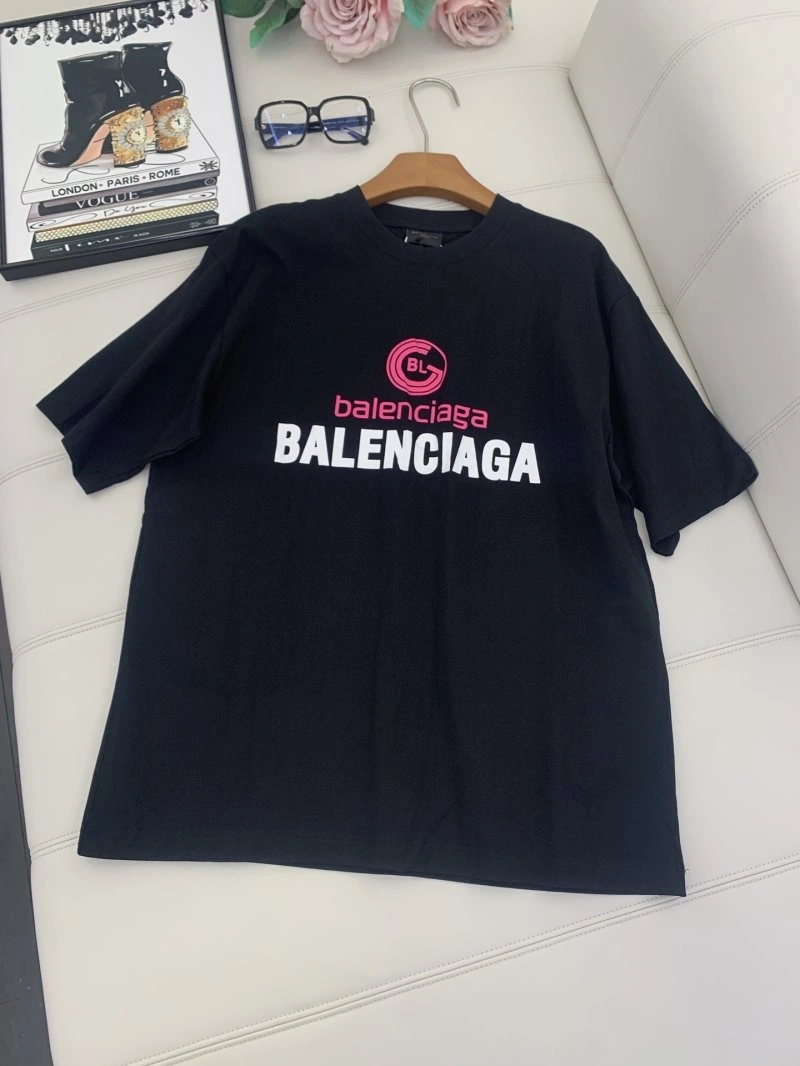 LONDON - PARIS - ROME
VOGUE
BL
balenciaga
BALENCIAGA